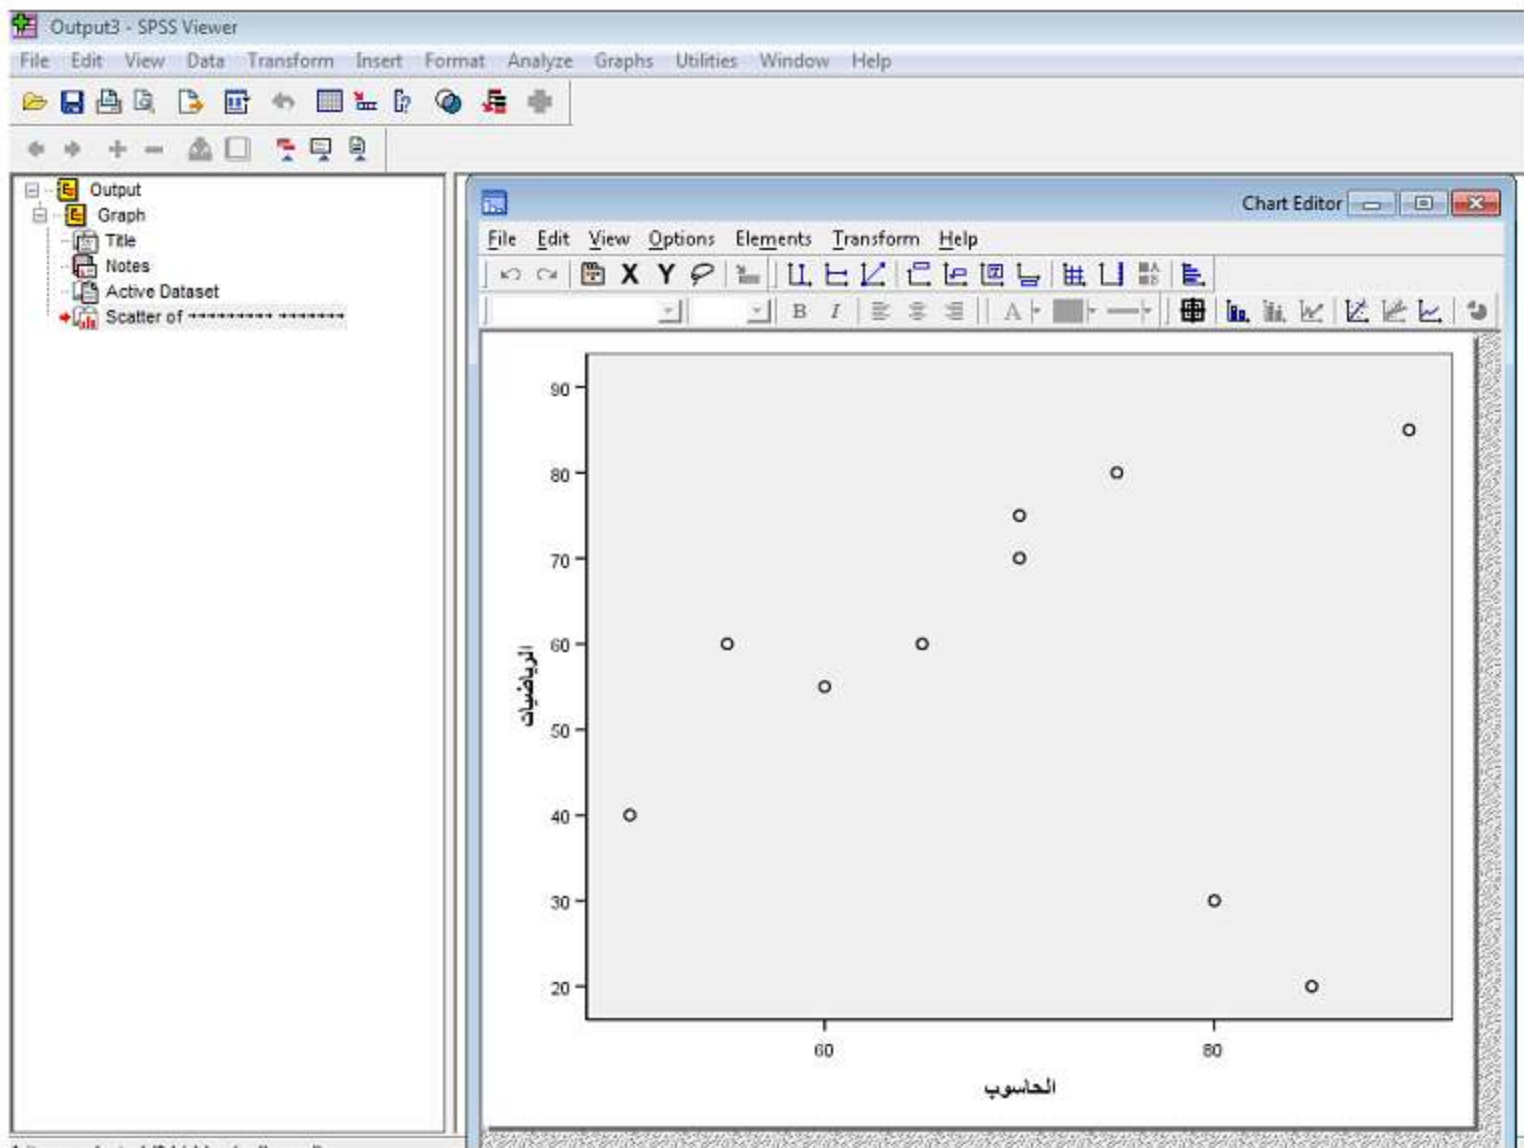 Output3 - SPSS Viewer
File Edit View Data Transform Insert Format Analyze Graphs Utilities Window Help
Output
Graph
Title
Notes
Active Dataset
Scatter of
Chart Editor
File Edit View Options Elements Transform Help
X Y
B I A
90
80
70
60
50
40
30
20
الرياضيات
60 80
الحاسوب